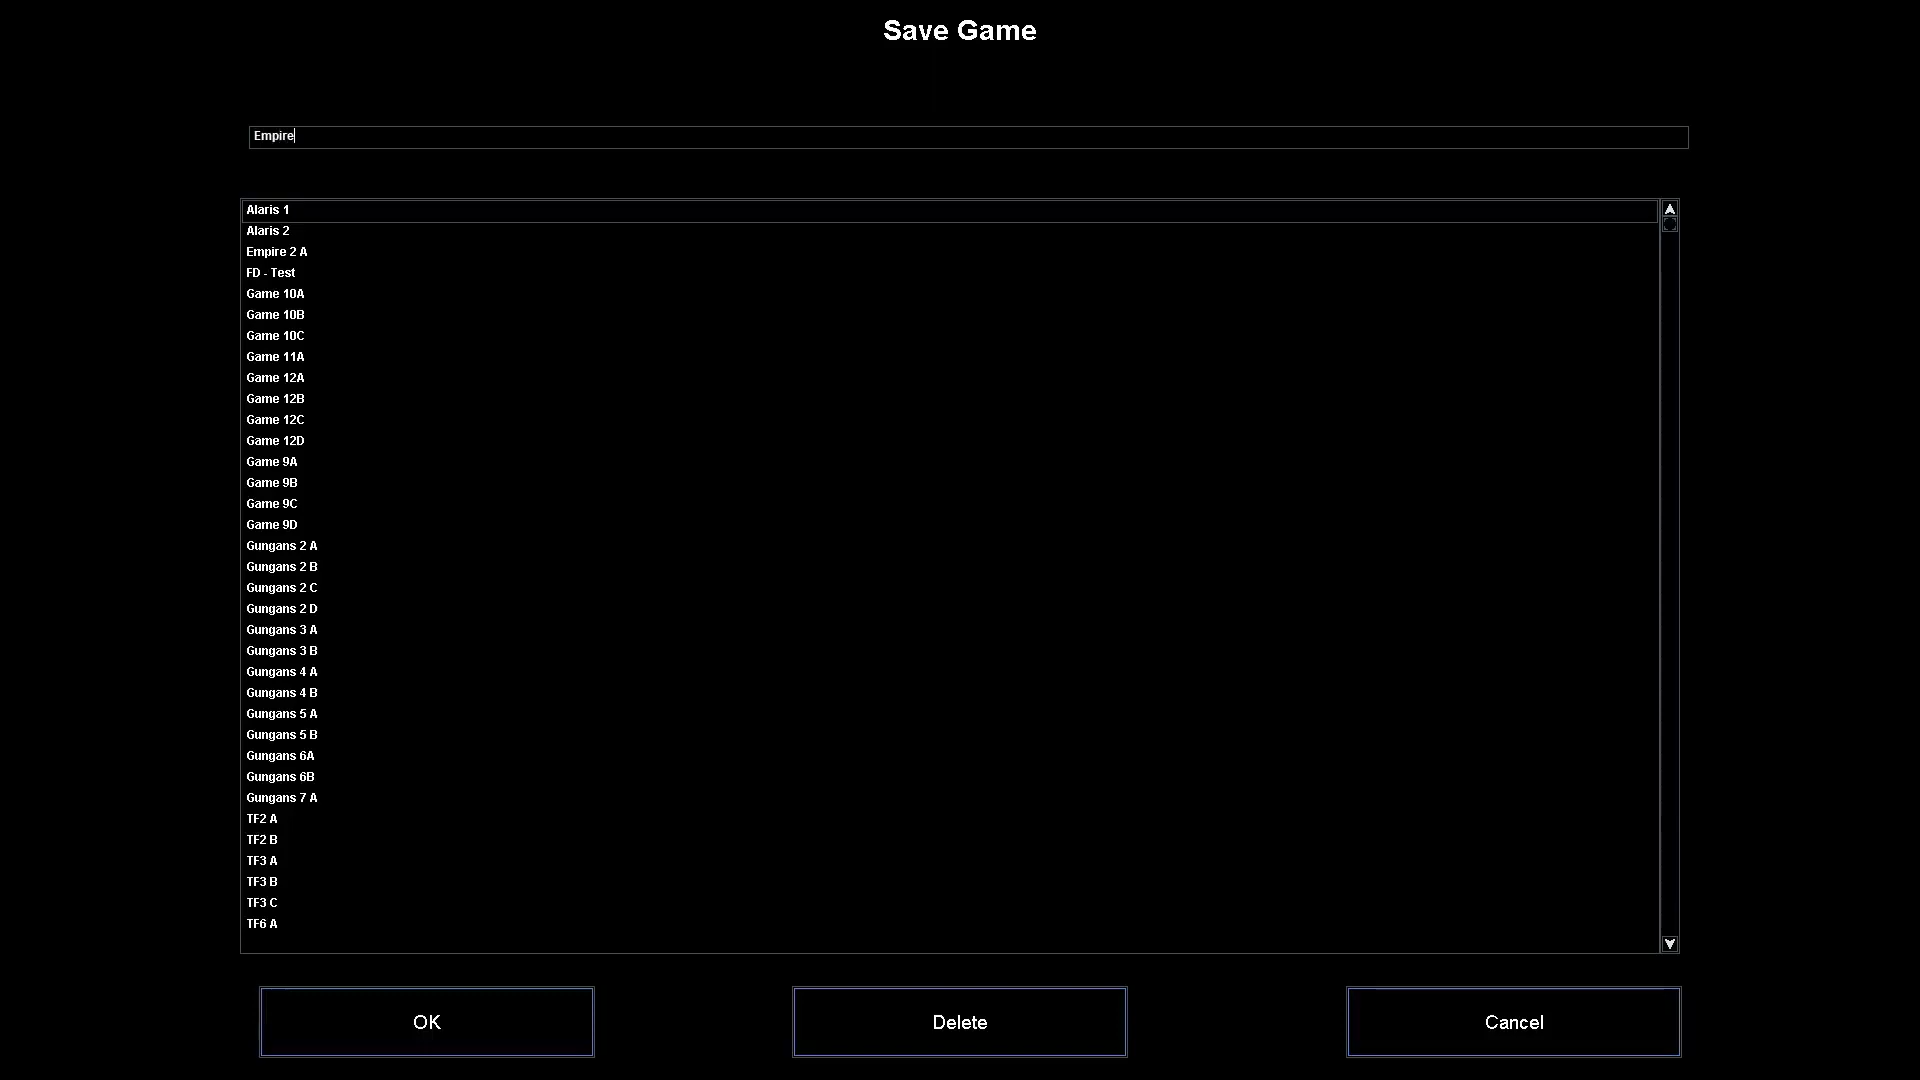 Save Game
Empire
Alaris 1
Alaris 2
Empire 2 A
FD - Test
Game 10A
Game 10B
Game 10C
Game 11A
Game 12A
Game 12B
Game 12C
Game 12D
Game 9A
Game 9B
Game 9C
Game 9D
Gungans 2 A
Gungans 2 B
Gungans 2 C
Gungans 2 D
Gungans 3 A
Gungans 3 B
Gungans 4 A
Gungans 4 B
Gungans 5 A
Gungans 5 B
Gungans 6A
Gungans 6B
Gungans 7 A
TF2 A
TF2 B
TF3 A
TF3 B
TF3 C
TF6 A
OK
Delete
Cancel